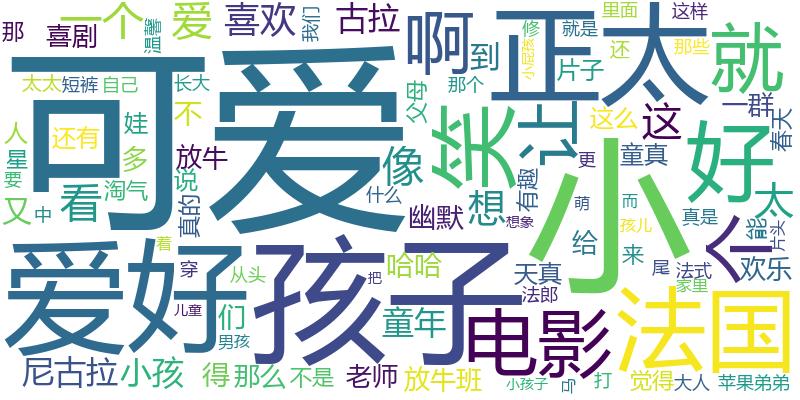 可爱
爱好
孩子
正太
小
法国
好
电影
笑
让
啊
就
个
这
太
像
想
看
一个
爱
喜欢
古拉
那
喜剧
温馨
我们
到
修
就是
里面
这样
片子
还
那些
小屁孩
太太
短裤
自己
长大
父母
那个
这么
一群
春天
人
还有
娃
不
星
要
多
放牛
又
中
淘气
说
真的
幽默
什么
有趣
更
童真
想象
萌
而
真是
给
孩儿
能
片头
着
穿
从头
把
哈哈
天真
来
尾
法式
欢乐
家里
法郎
儿童
们
男孩
童年
尼古拉
小孩
得
那么
不是
老师
放牛班
小孩子
马
打
觉得
大人
苹果
弟弟